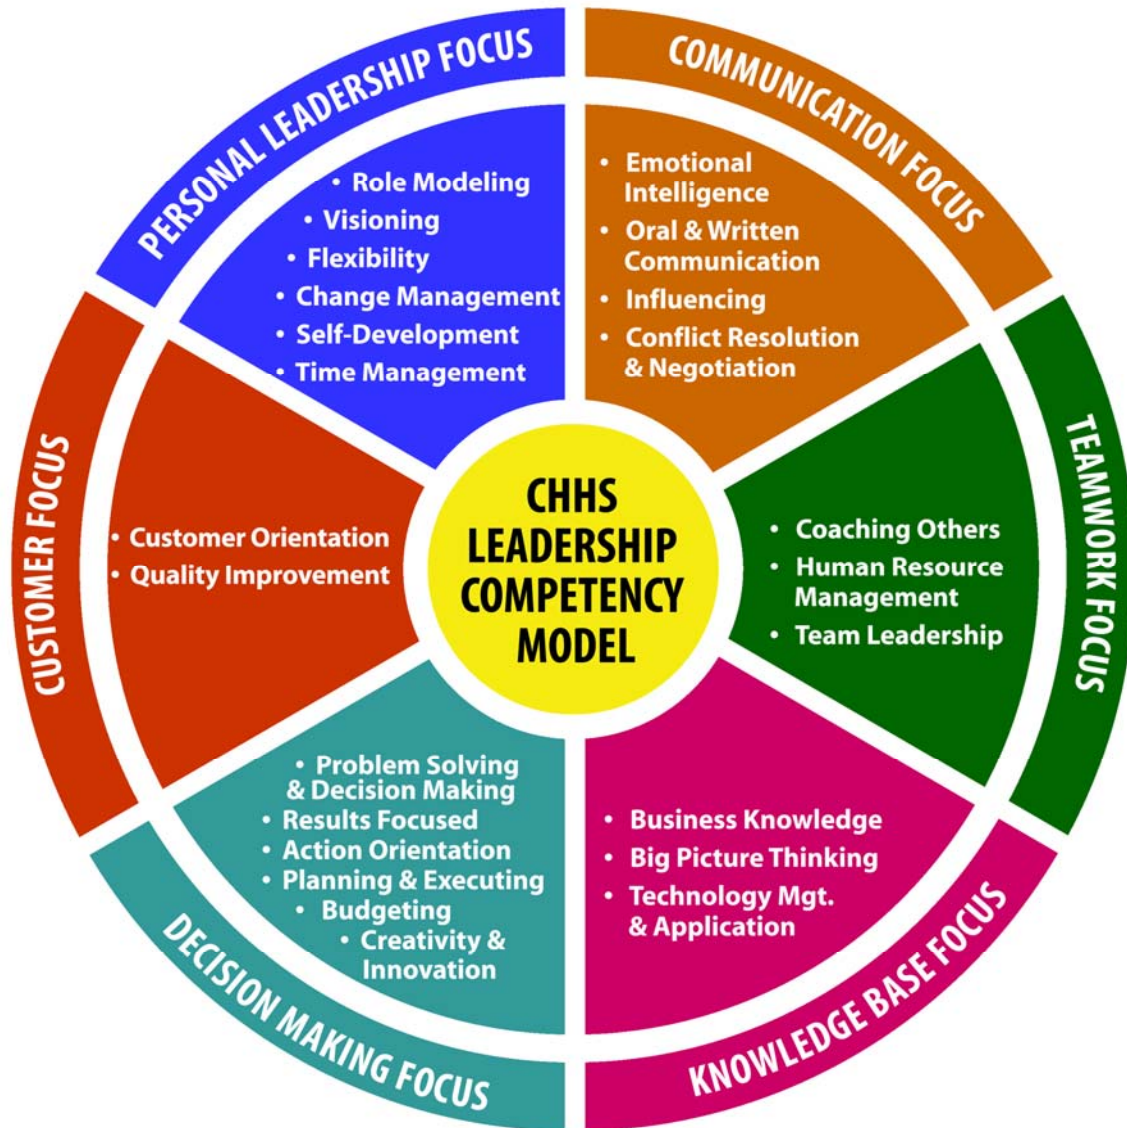 PERSONAL LEADERSHIP FOCUS
• Role Modeling
• Visioning
• Flexibility
• Change Management
• Self-Development
• Time Management
COMMUNICATION FOCUS
• Emotional
Intelligence
• Oral & Written
Communication
• Influencing
• Conflict Resolution
& Negotiation
TEAMWORK FOCUS
• Coaching Others
• Human Resource
Management
• Team Leadership
KNOWLEDGE BASE FOCUS
• Business Knowledge
• Big Picture Thinking
• Technology Mgt.
& Application
DECISION MAKING FOCUS
• Problem Solving
& Decision Making
• Results Focused
• Action Orientation
• Planning & Executing
• Budgeting
• Creativity &
Innovation
CUSTOMER FOCUS
• Customer Orientation
• Quality Improvement
CHHS
LEADERSHIP
COMPETENCY
MODEL